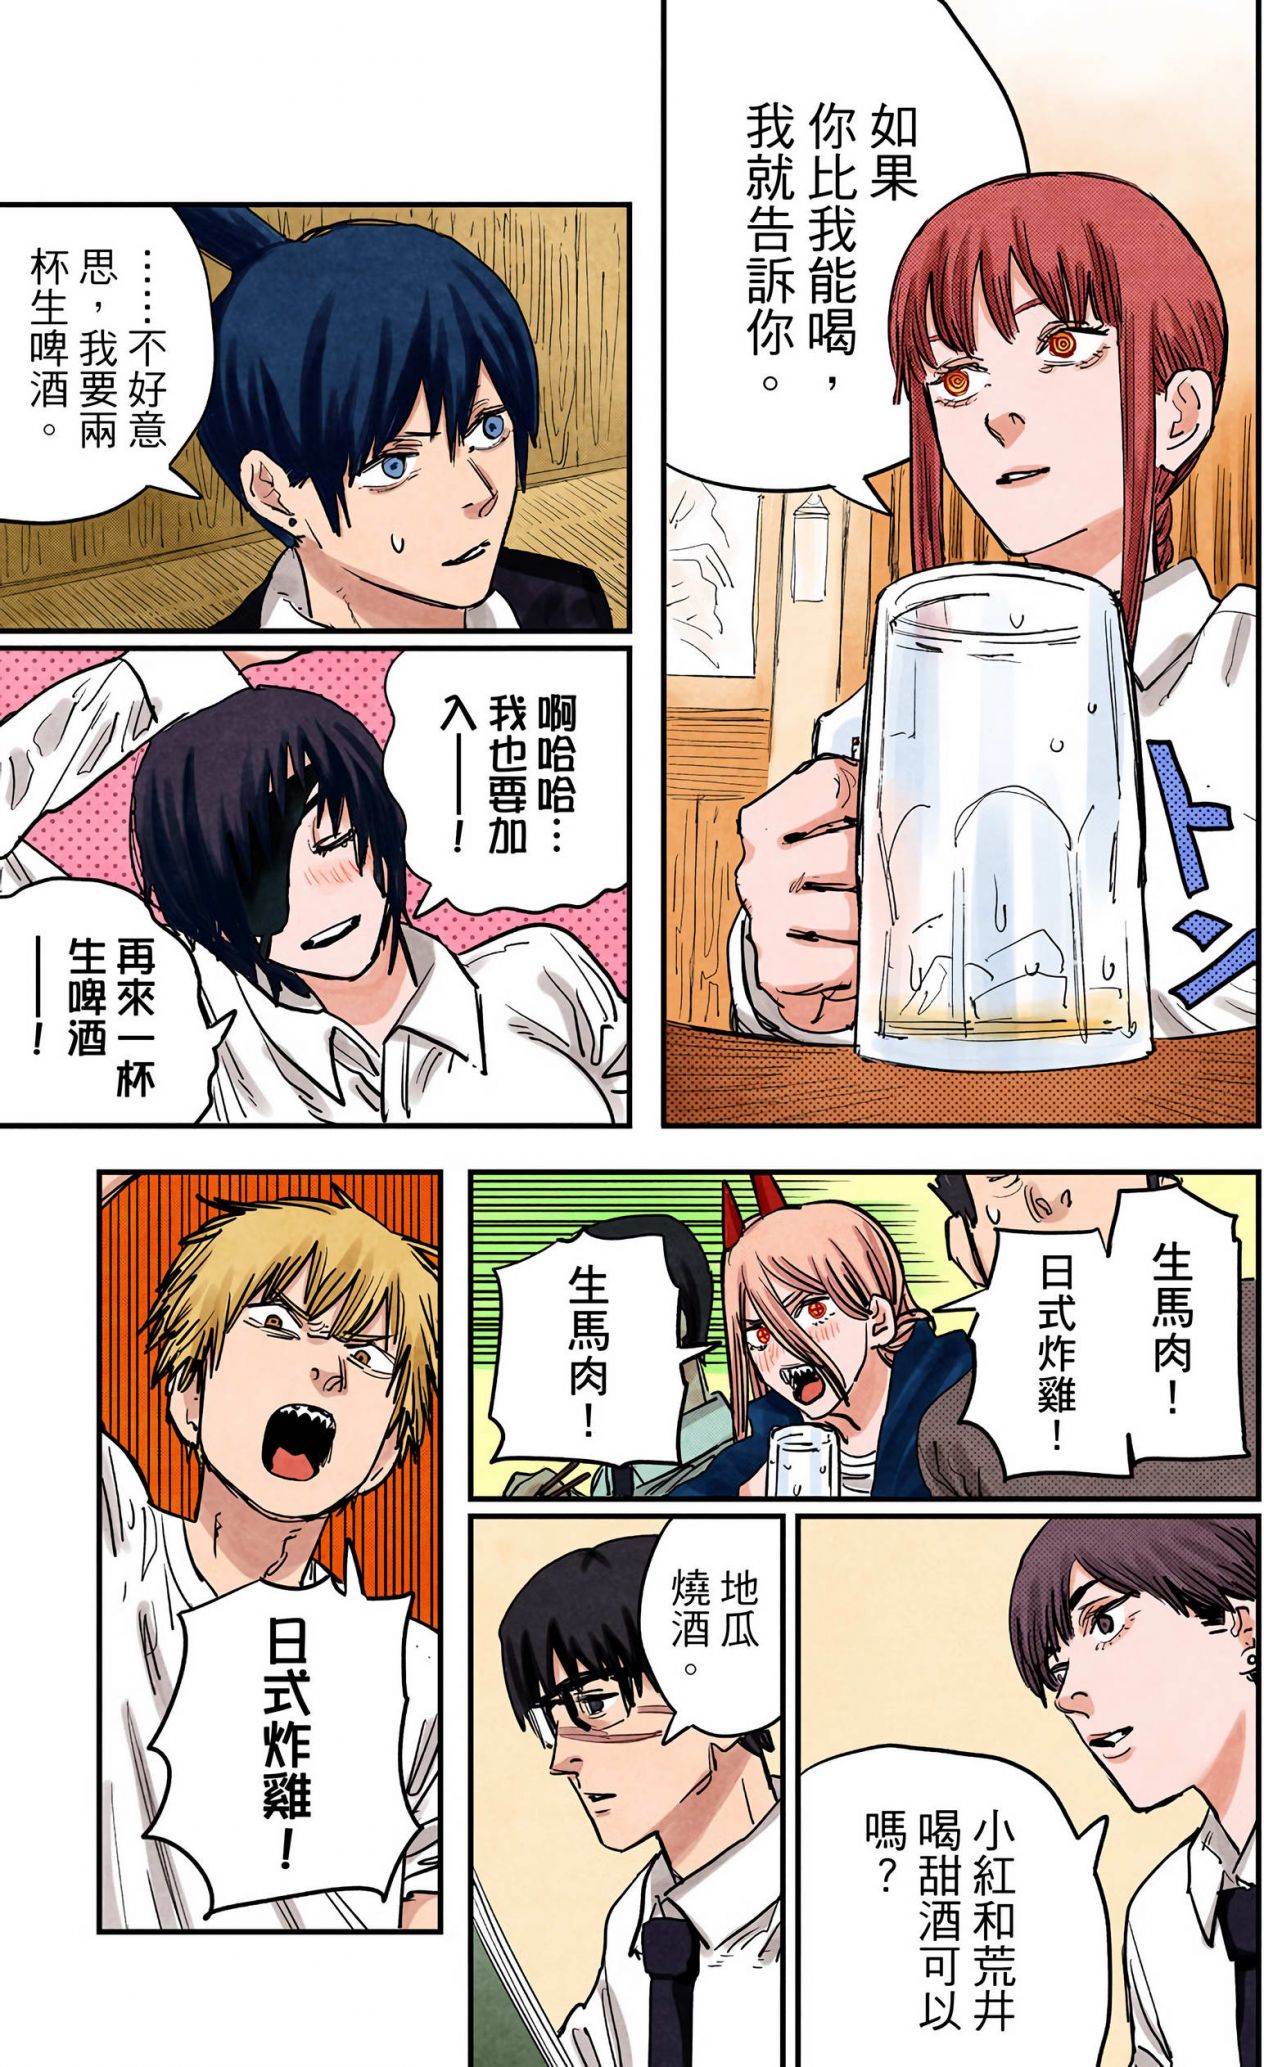 如果
你比我能喝，
我就告訴你。
トン
……不好意
思，我要兩
杯生啤酒。
啊哈哈…
我也要加
入——！
再來一杯
生啤酒
——！
生馬肉！
日式炸雞！
生馬肉！
小紅和荒井
喝甜酒可以
嗎？
地瓜
燒酒。
日式炸雞！